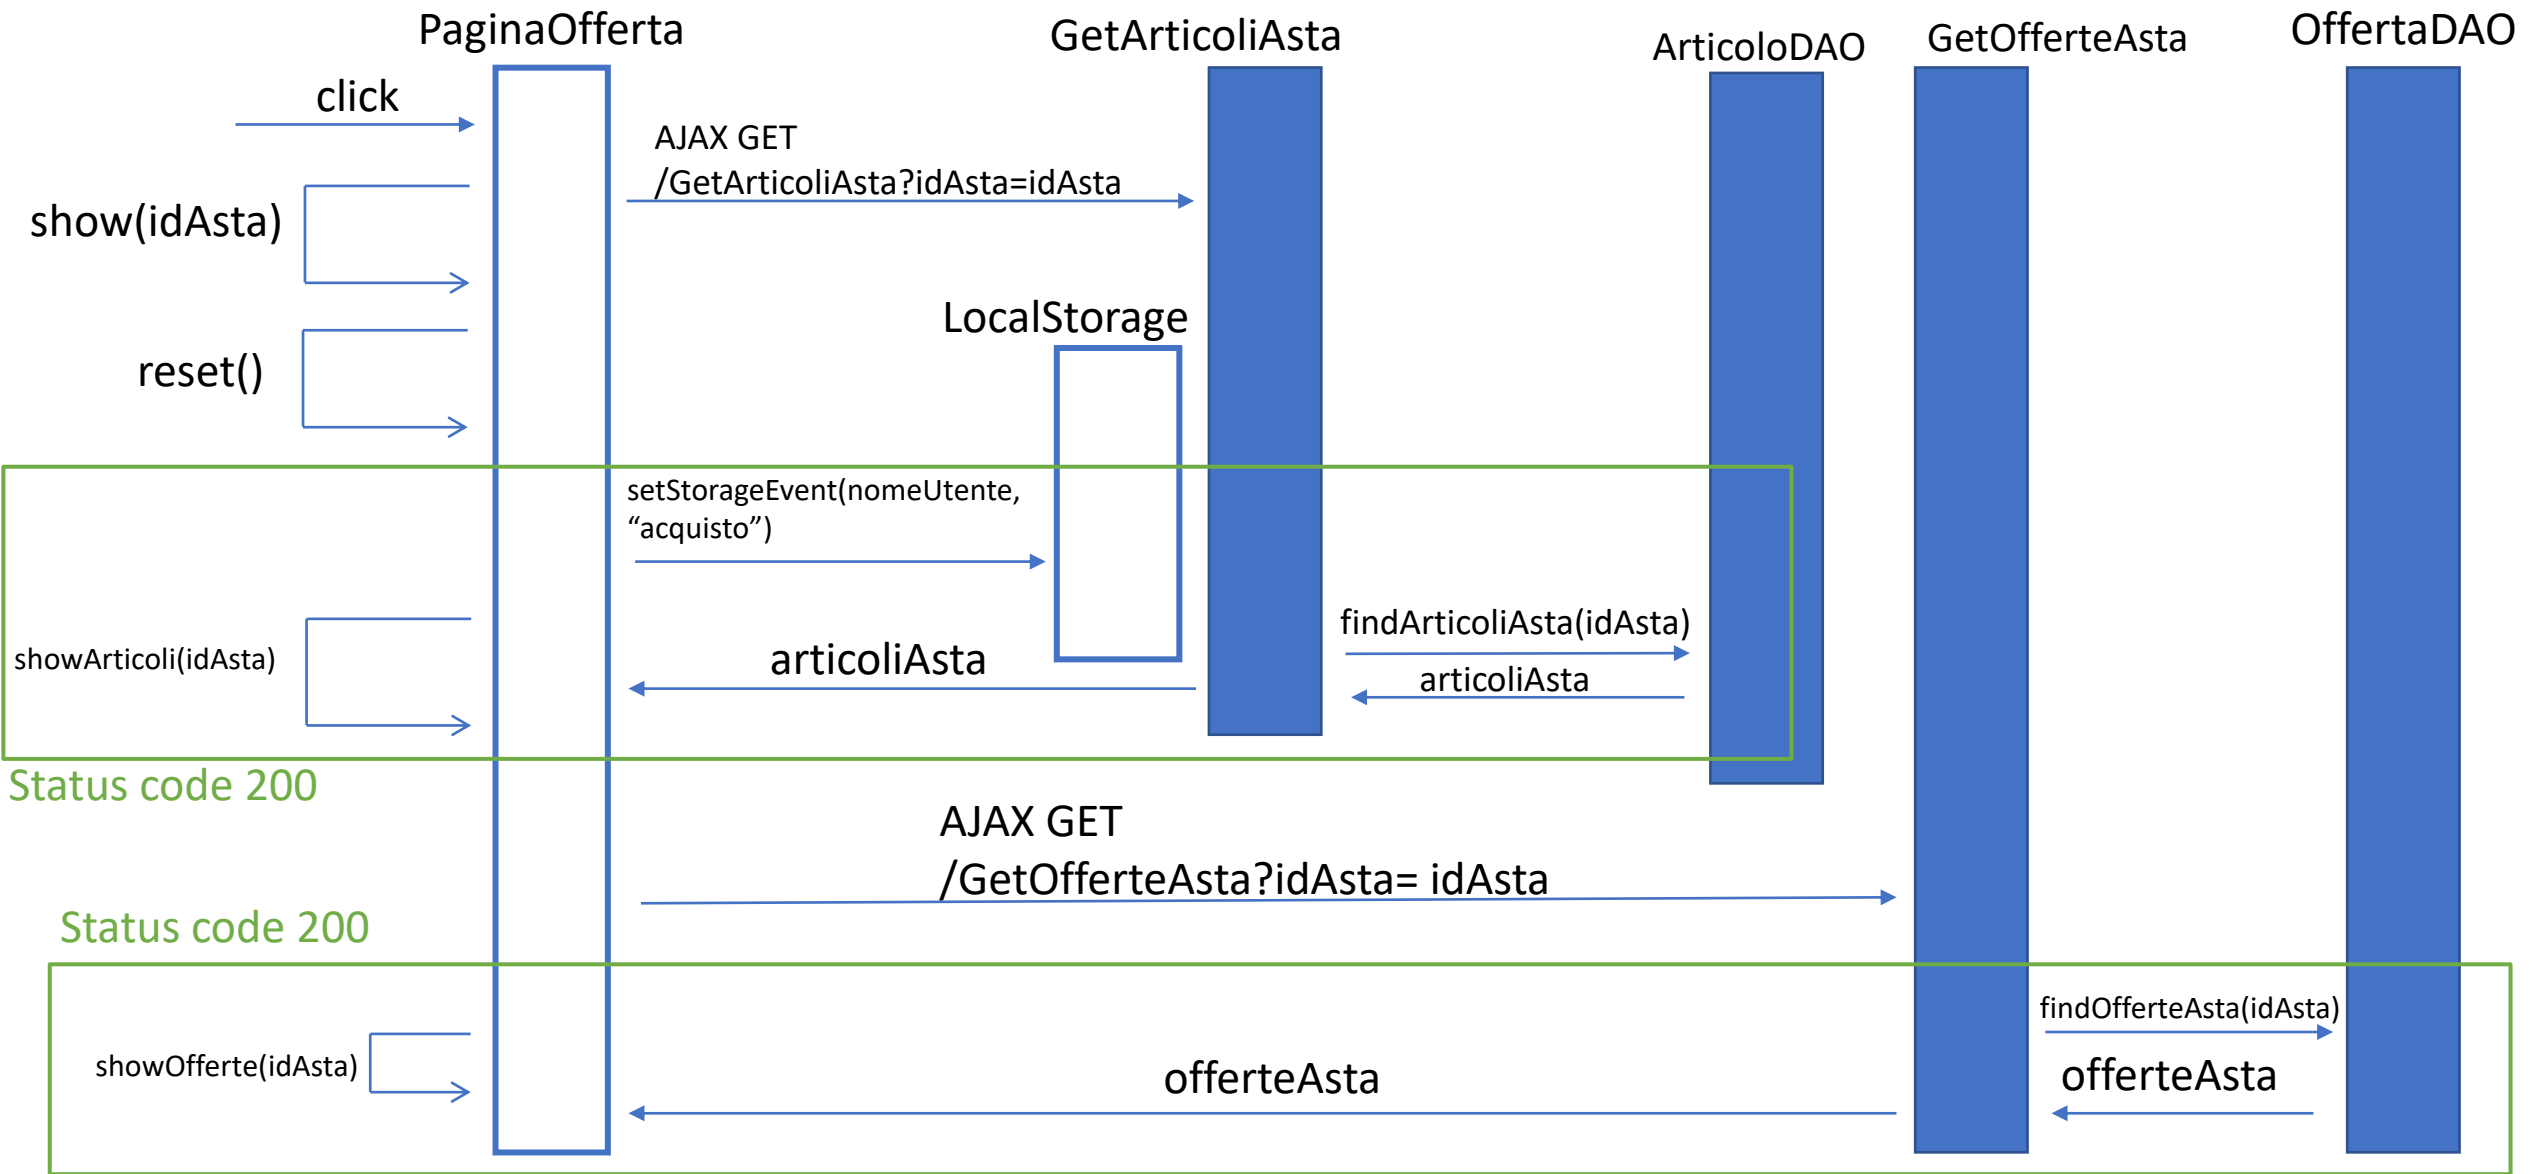 PaginaOfferta
GetArticoliAsta
ArticoloDAO
GetOfferteAsta
OffertaDAO
click
AJAX GET
/GetArticoliAsta?idAsta=idAsta
show(idAsta)
LocalStorage
reset()
setStorageEvent(nomeUtente,
“acquisto”)
findArticoliAsta(idAsta)
showArticoli(idAsta)
articoliAsta
articoliAsta
Status code 200
AJAX GET
/GetOfferteAsta?idAsta= idAsta
Status code 200
findOfferteAsta(idAsta)
showOfferte(idAsta)
offerteAsta
offerteAsta